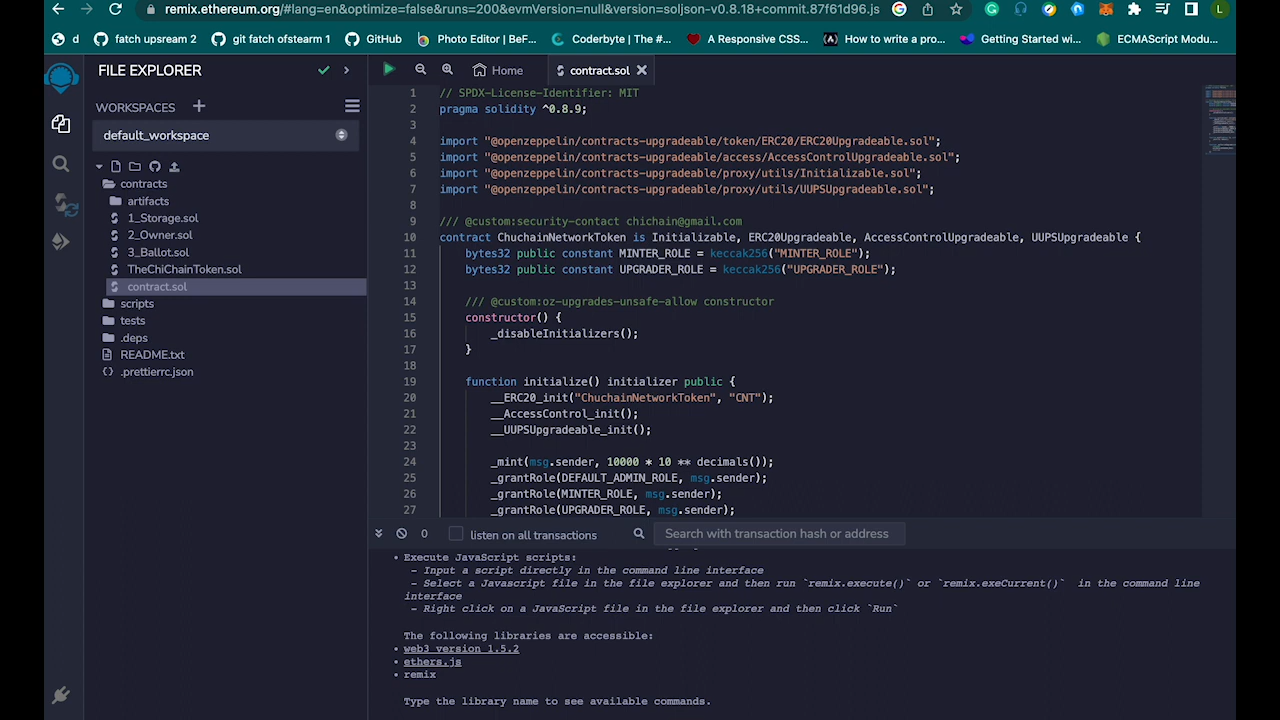 remix.ethereum.org/#lang=en&optimize=false&runs=200&evmVersion=null&version=soljson-v0.8.18+commit.87f61d96.js
L
d
fatch upsream 2
git fatch ofstearm 1
GitHub
Photo Editor | BeF...
Coderbyte | The #...
A Responsive CSS...
How to write a pro...
Getting Started wi...
ECMAScript Modu...
FILE EXPLORER
Home
contract.sol
WORKSPACES
default_workspace
contracts
artifacts
1_Storage.sol
2_Owner.sol
3_Ballot.sol
TheChiChainToken.sol
contract.sol
scripts
tests
.deps
README.txt
.prettierrc.json
1 // SPDX-License-Identifier: MIT
2 pragma solidity ^0.8.9;
3
4 import "@openzeppelin/contracts-upgradeable/token/ERC20/ERC20Upgradeable.sol";
5 import "@openzeppelin/contracts-upgradeable/access/AccessControlUpgradeable.sol";
6 import "@openzeppelin/contracts-upgradeable/proxy/utils/Initializable.sol";
7 import "@openzeppelin/contracts-upgradeable/proxy/utils/UUPSUpgradeable.sol";
8
9 /// @custom:security-contact chichain@gmail.com
10 contract ChuchainNetworkToken is Initializable, ERC20Upgradeable, AccessControlUpgradeable, UUPSUpgradeable {
11 bytes32 public constant MINTER_ROLE = keccak256("MINTER_ROLE");
12 bytes32 public constant UPGRADER_ROLE = keccak256("UPGRADER_ROLE");
13
14 /// @custom:oz-upgrades-unsafe-allow constructor
15 constructor() {
16 _disableInitializers();
17 }
18
19 function initialize() initializer public {
20 __ERC20_init("ChuchainNetworkToken", "CNT");
21 __AccessControl_init();
22 __UUPSUpgradeable_init();
23
24 _mint(msg.sender, 10000 * 10 ** decimals());
25 _grantRole(DEFAULT_ADMIN_ROLE, msg.sender);
26 _grantRole(MINTER_ROLE, msg.sender);
27 _grantRole(UPGRADER_ROLE, msg.sender);
0 listen on all transactions Search with transaction hash or address
• Execute JavaScript scripts:
- Input a script directly in the command line interface
- Select a Javascript file in the file explorer and then run `remix.execute()` or `remix.exeCurrent()` in the command line
interface
- Right click on a JavaScript file in the file explorer and then click `Run`
The following libraries are accessible:
• web3 version 1.5.2
• ethers.js
• remix
Type the library name to see available commands.